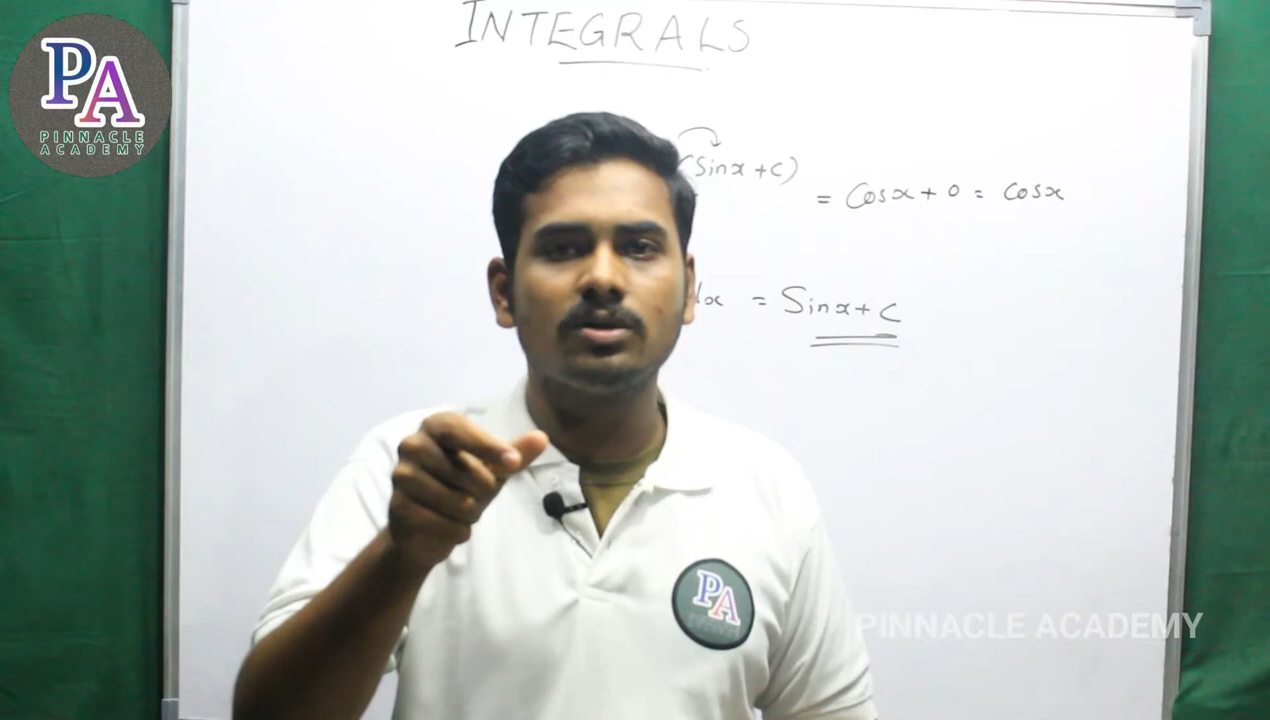 PA
PINNACLE
ACADEMY
INTEGRALS
(Sinx + C)
= Cosx + 0 = Cosx
dx = Sinx + C
PA
PINNACLE ACADEMY